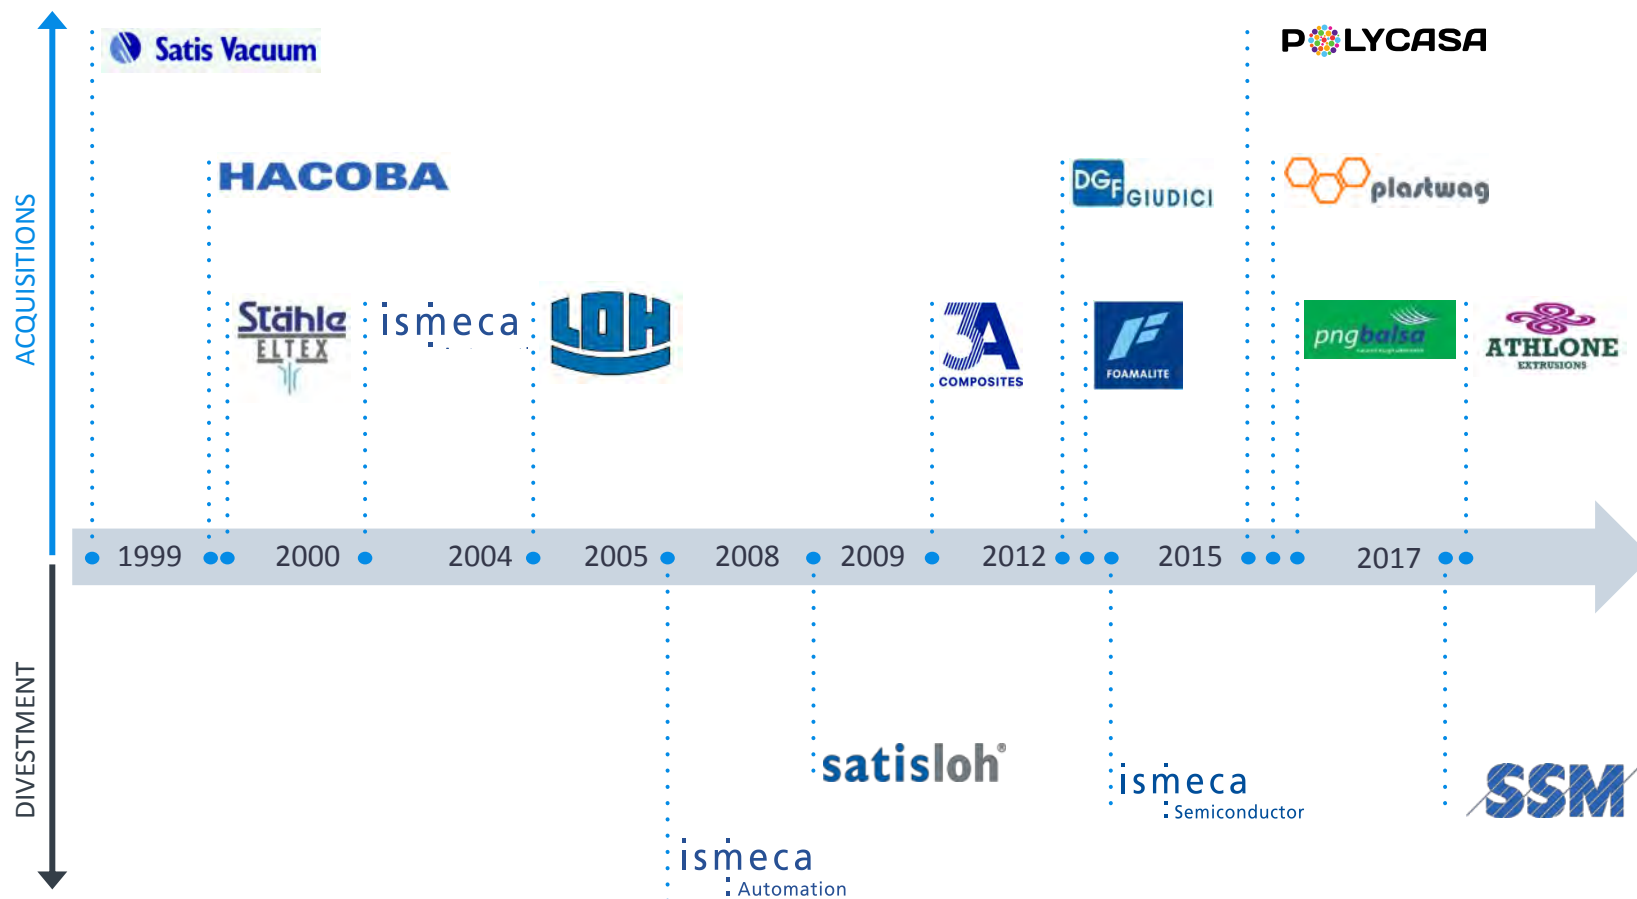 ACQUISITIONS
Satis Vacuum
POLYCASA
HACOBA
DGF GIUDICI
plastwag
Stähle
ELTEX
ismeca
LOH
3A
COMPOSITES
FOAMALITE
pngbalsa
ATHLONE
EXTRUSIONS
1999 2000 2004 2005 2008 2009 2012 2015 2017
DIVESTMENT
satisloh®
ismeca
Semiconductor
SSM
ismeca
Automation